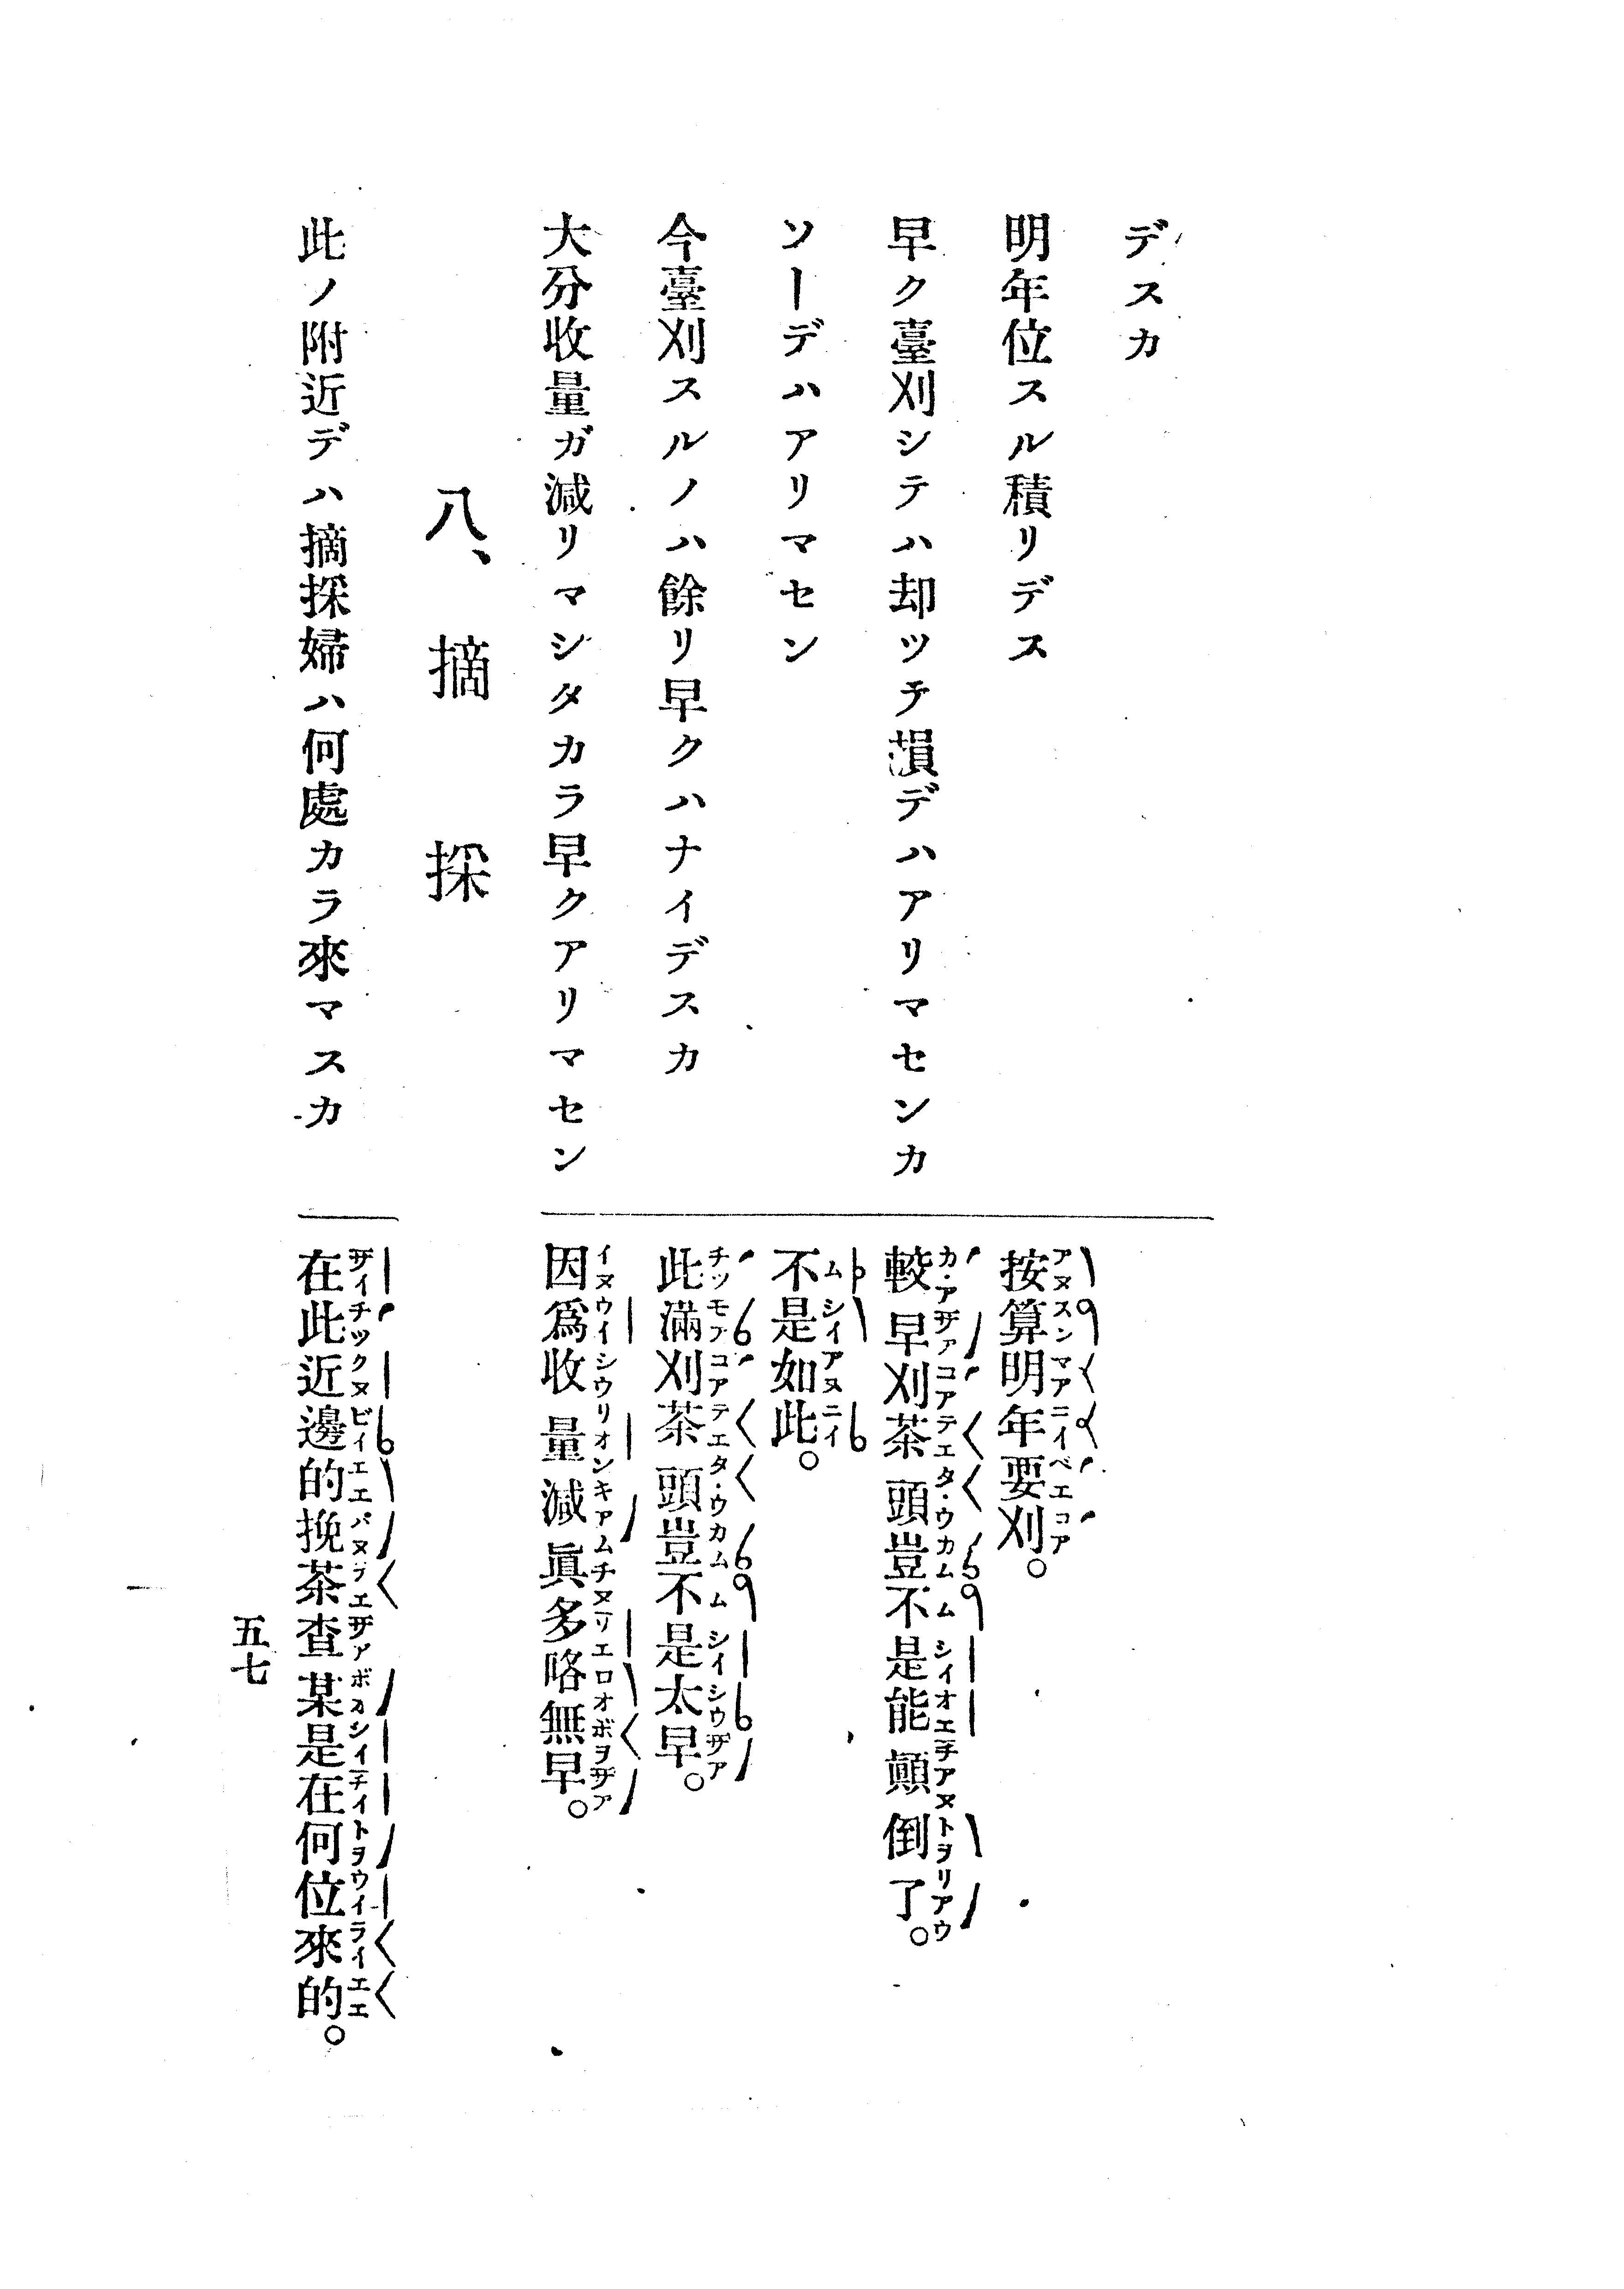 デスカ
明年位スル積リデス
按算明年要刈。
早ク臺刈シテハ却ツテ損デハアリマセンカ
較早刈茶頭豈不是能顚倒了。
ソーデハアリマセン
不是如此。
今臺刈スルノハ餘リ早クハナイデスカ
此滿刈茶頭豈不是太早。
大分收量ガ減リマシタカラ早クアリマセン
因爲收量減眞多咯無早。
八、摘採
此ノ附近デハ摘採婦ハ何處カラ來マスカ
在此近邊的挽茶查某是在何位來的。
五七